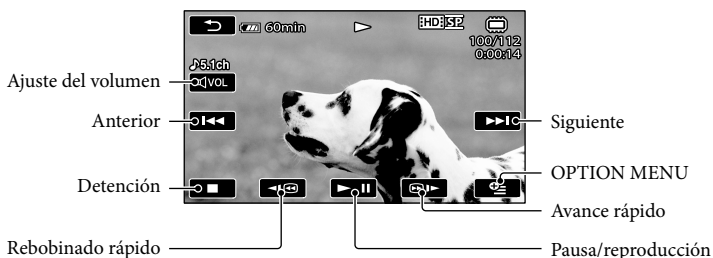 60min
HD SP
100/112
0:00:14
♪5.1ch
Ajuste del volumen
VOL
Anterior
Siguiente
Detención
OPTION MENU
Avance rápido
Rebobinado rápido
Pausa/reproducción